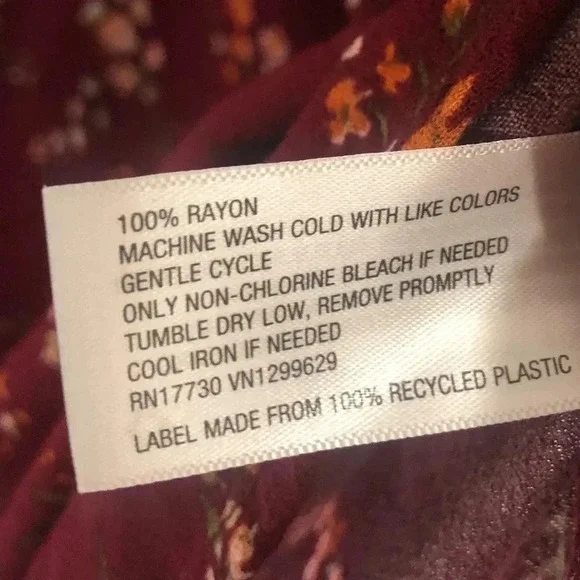 100% RAYON
MACHINE WASH COLD WITH LIKE COLORS
GENTLE CYCLE
ONLY NON-CHLORINE BLEACH IF NEEDED
TUMBLE DRY LOW, REMOVE PROMPTLY
COOL IRON IF NEEDED
RN17730 VN1299629
LABEL MADE FROM 100% RECYCLED PLASTIC